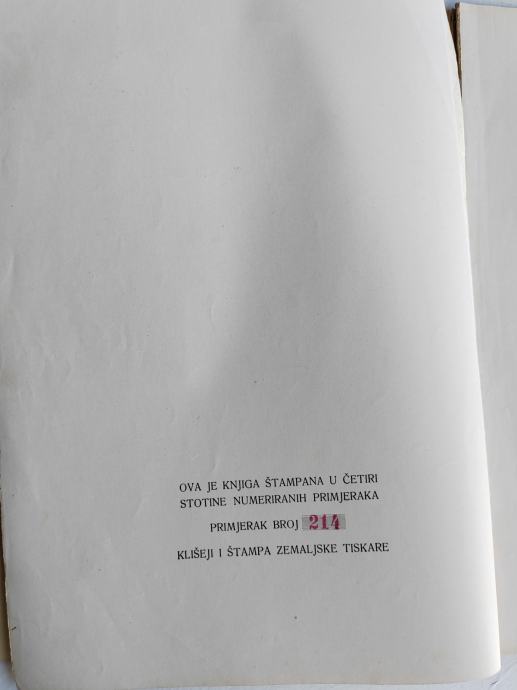 OVA JE KNJIGA ŠTAMPANA U ČETIRI
STOTINE NUMERIRANIH PRIMJERAKA
PRIMJERAK BROJ 214
KLIŠEJI I ŠTAMPA ZEMALJSKE TISKARE